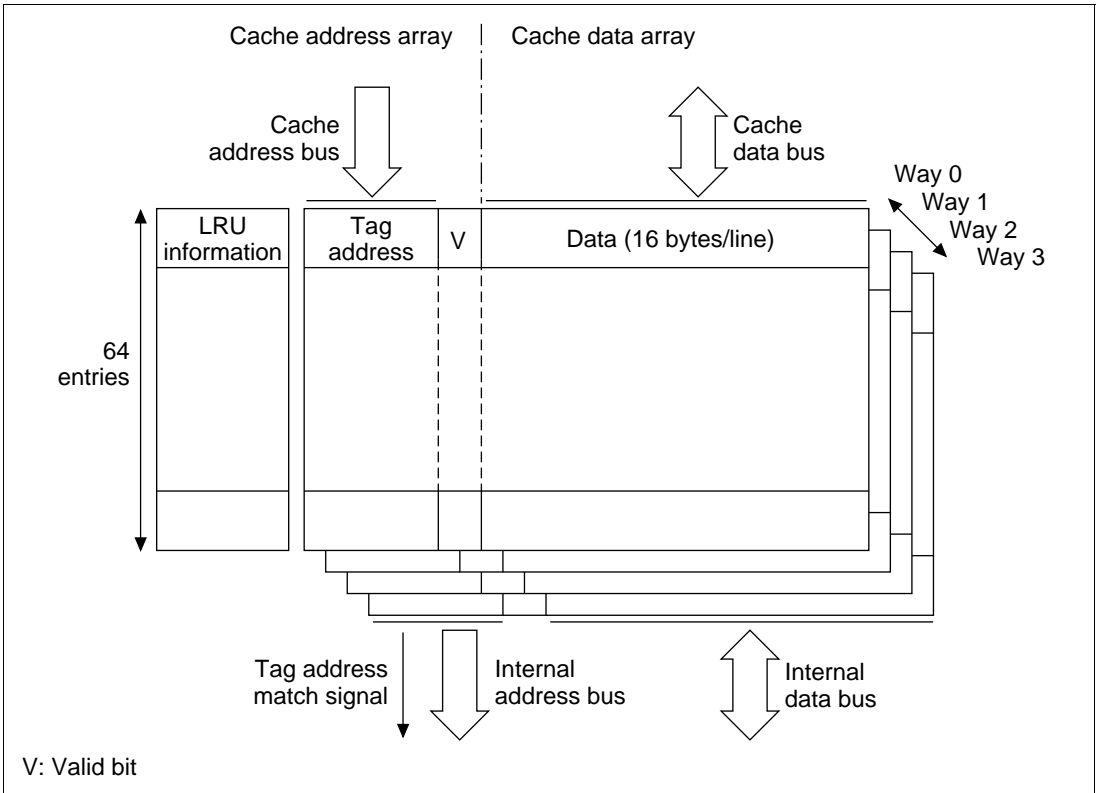 Cache address array
Cache data array
Cache
address bus
Cache
data bus
Way 0
Way 1
Way 2
Way 3
LRU
information
Tag
address
V
Data (16 bytes/line)
64
entries
Tag address
match signal
Internal
address bus
Internal
data bus
V: Valid bit